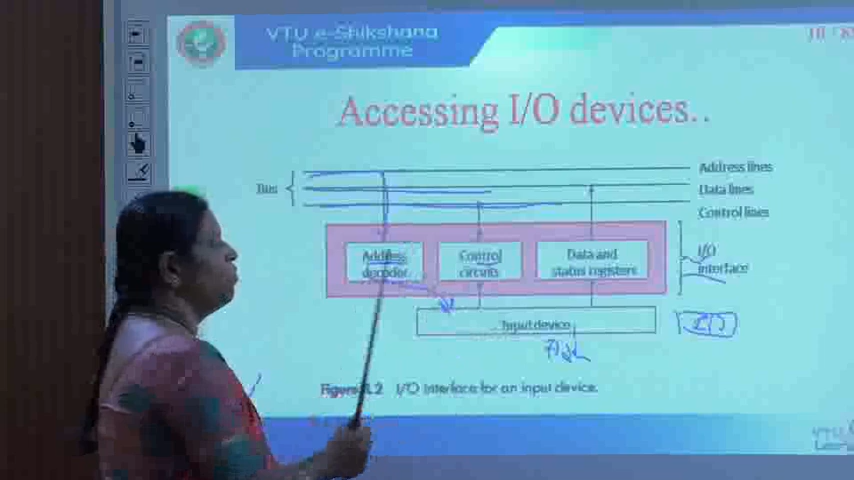 VTU e-Shikshana
Programme
Accessing I/O devices..
Bus
Address lines
Data lines
Control lines
Address
decoder
Control
circuits
Data and
status registers
I/O
interface
Input device
I/O interface for an input device.